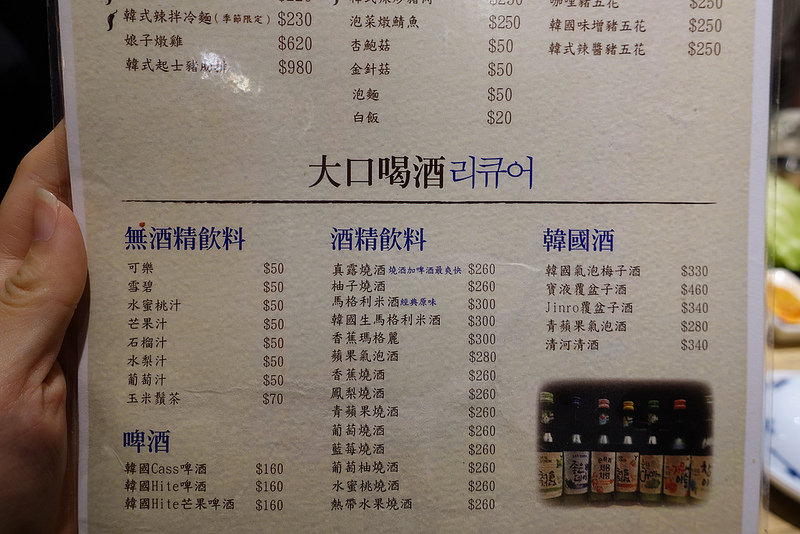 韓式辣拌冷麵(季節限定) $230
娘子燉雞 $620
韓式起士豬肋排 $980
$250
泡菜燉鯖魚 $250
杏鮑菇 $50
金針菇 $50
泡麵 $50
白飯 $20
咖哩豬五花 $250
韓國味增豬五花 $250
韓式辣醬豬五花 $250
大口喝酒 리큐어
無酒精飲料
可樂 $50
雪碧 $50
水蜜桃汁 $50
芒果汁 $50
石榴汁 $50
水梨汁 $50
葡萄汁 $50
玉米鬚茶 $70
啤酒
韓國Cass啤酒 $160
韓國Hite啤酒 $160
韓國Hite芒果啤酒 $160
酒精飲料
真露燒酒 燒酒加啤酒最爽快 $260
柚子燒酒 $260
馬格利米酒 經典原味 $300
韓國生馬格利米酒 $300
香蕉瑪格麗 $300
蘋果氣泡酒 $280
香蕉燒酒 $260
鳳梨燒酒 $260
青蘋果燒酒 $260
葡萄燒酒 $260
藍莓燒酒 $260
葡萄柚燒酒 $260
水蜜桃燒酒 $260
熱帶水果燒酒 $260
韓國酒
韓國氣泡梅子酒 $330
寶液覆盆子酒 $460
Jinro覆盆子酒 $340
青蘋果氣泡酒 $280
清河清酒 $340